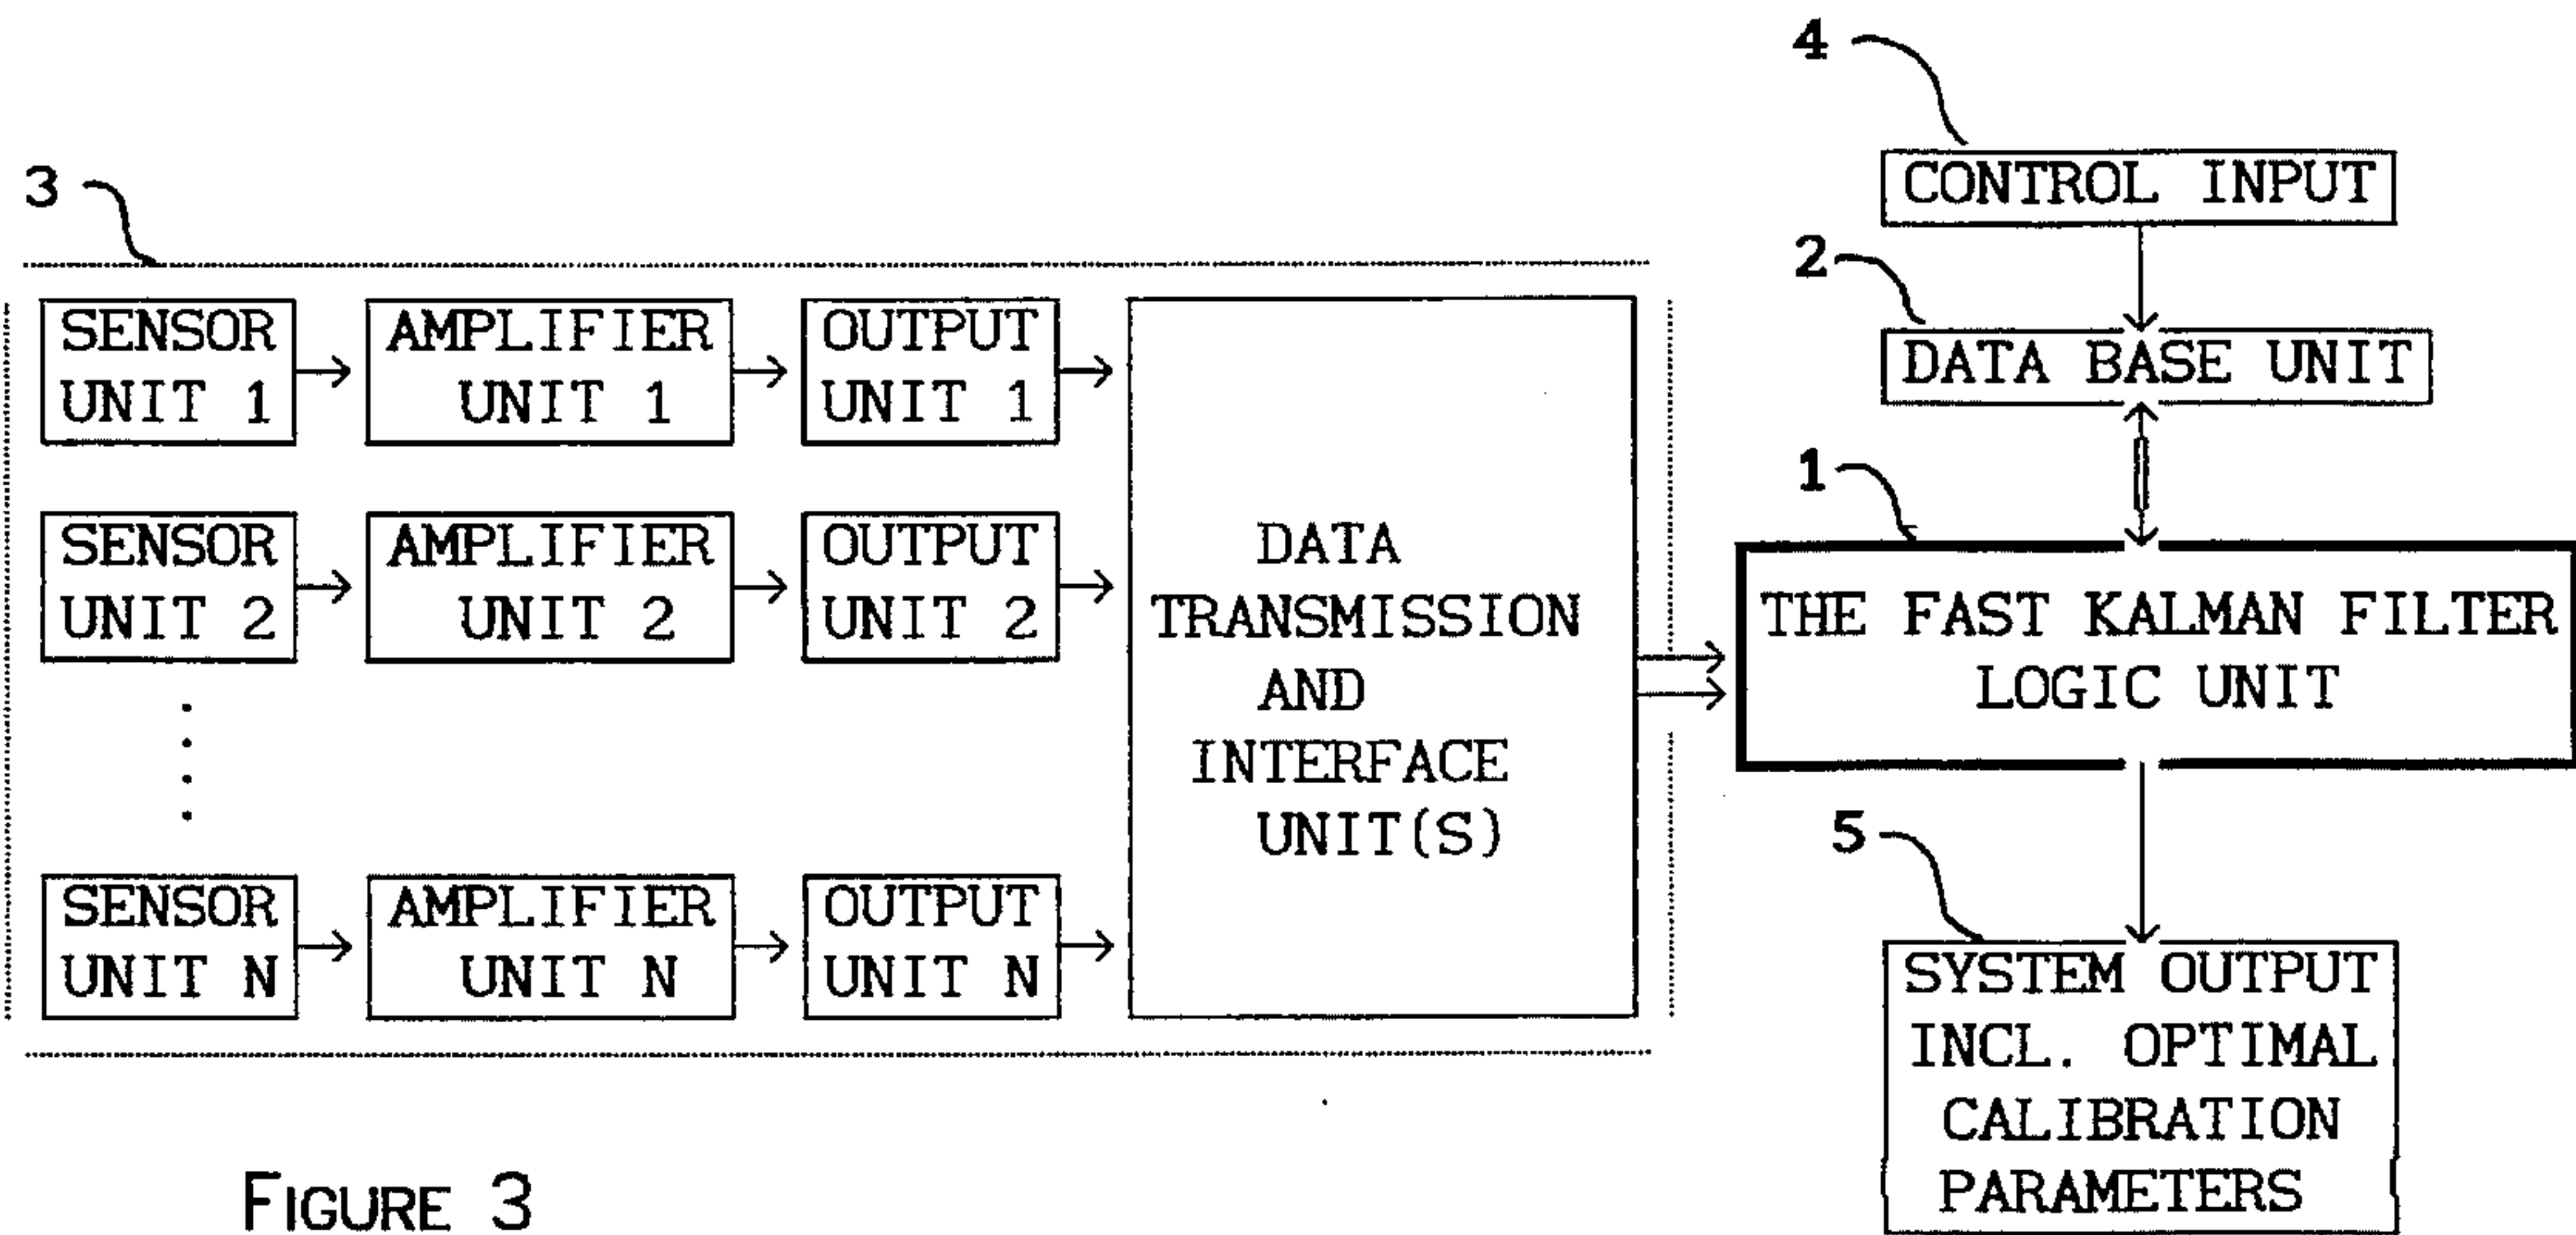 4
CONTROL INPUT
3
2
DATA BASE UNIT
SENSOR
UNIT 1
AMPLIFIER
UNIT 1
OUTPUT
UNIT 1
1
SENSOR
UNIT 2
AMPLIFIER
UNIT 2
OUTPUT
UNIT 2
DATA
TRANSMISSION
AND
INTERFACE
UNIT(S)
THE FAST KALMAN FILTER
LOGIC UNIT
SENSOR
UNIT N
AMPLIFIER
UNIT N
OUTPUT
UNIT N
5
SYSTEM OUTPUT
INCL. OPTIMAL
CALIBRATION
PARAMETERS
FIGURE 3